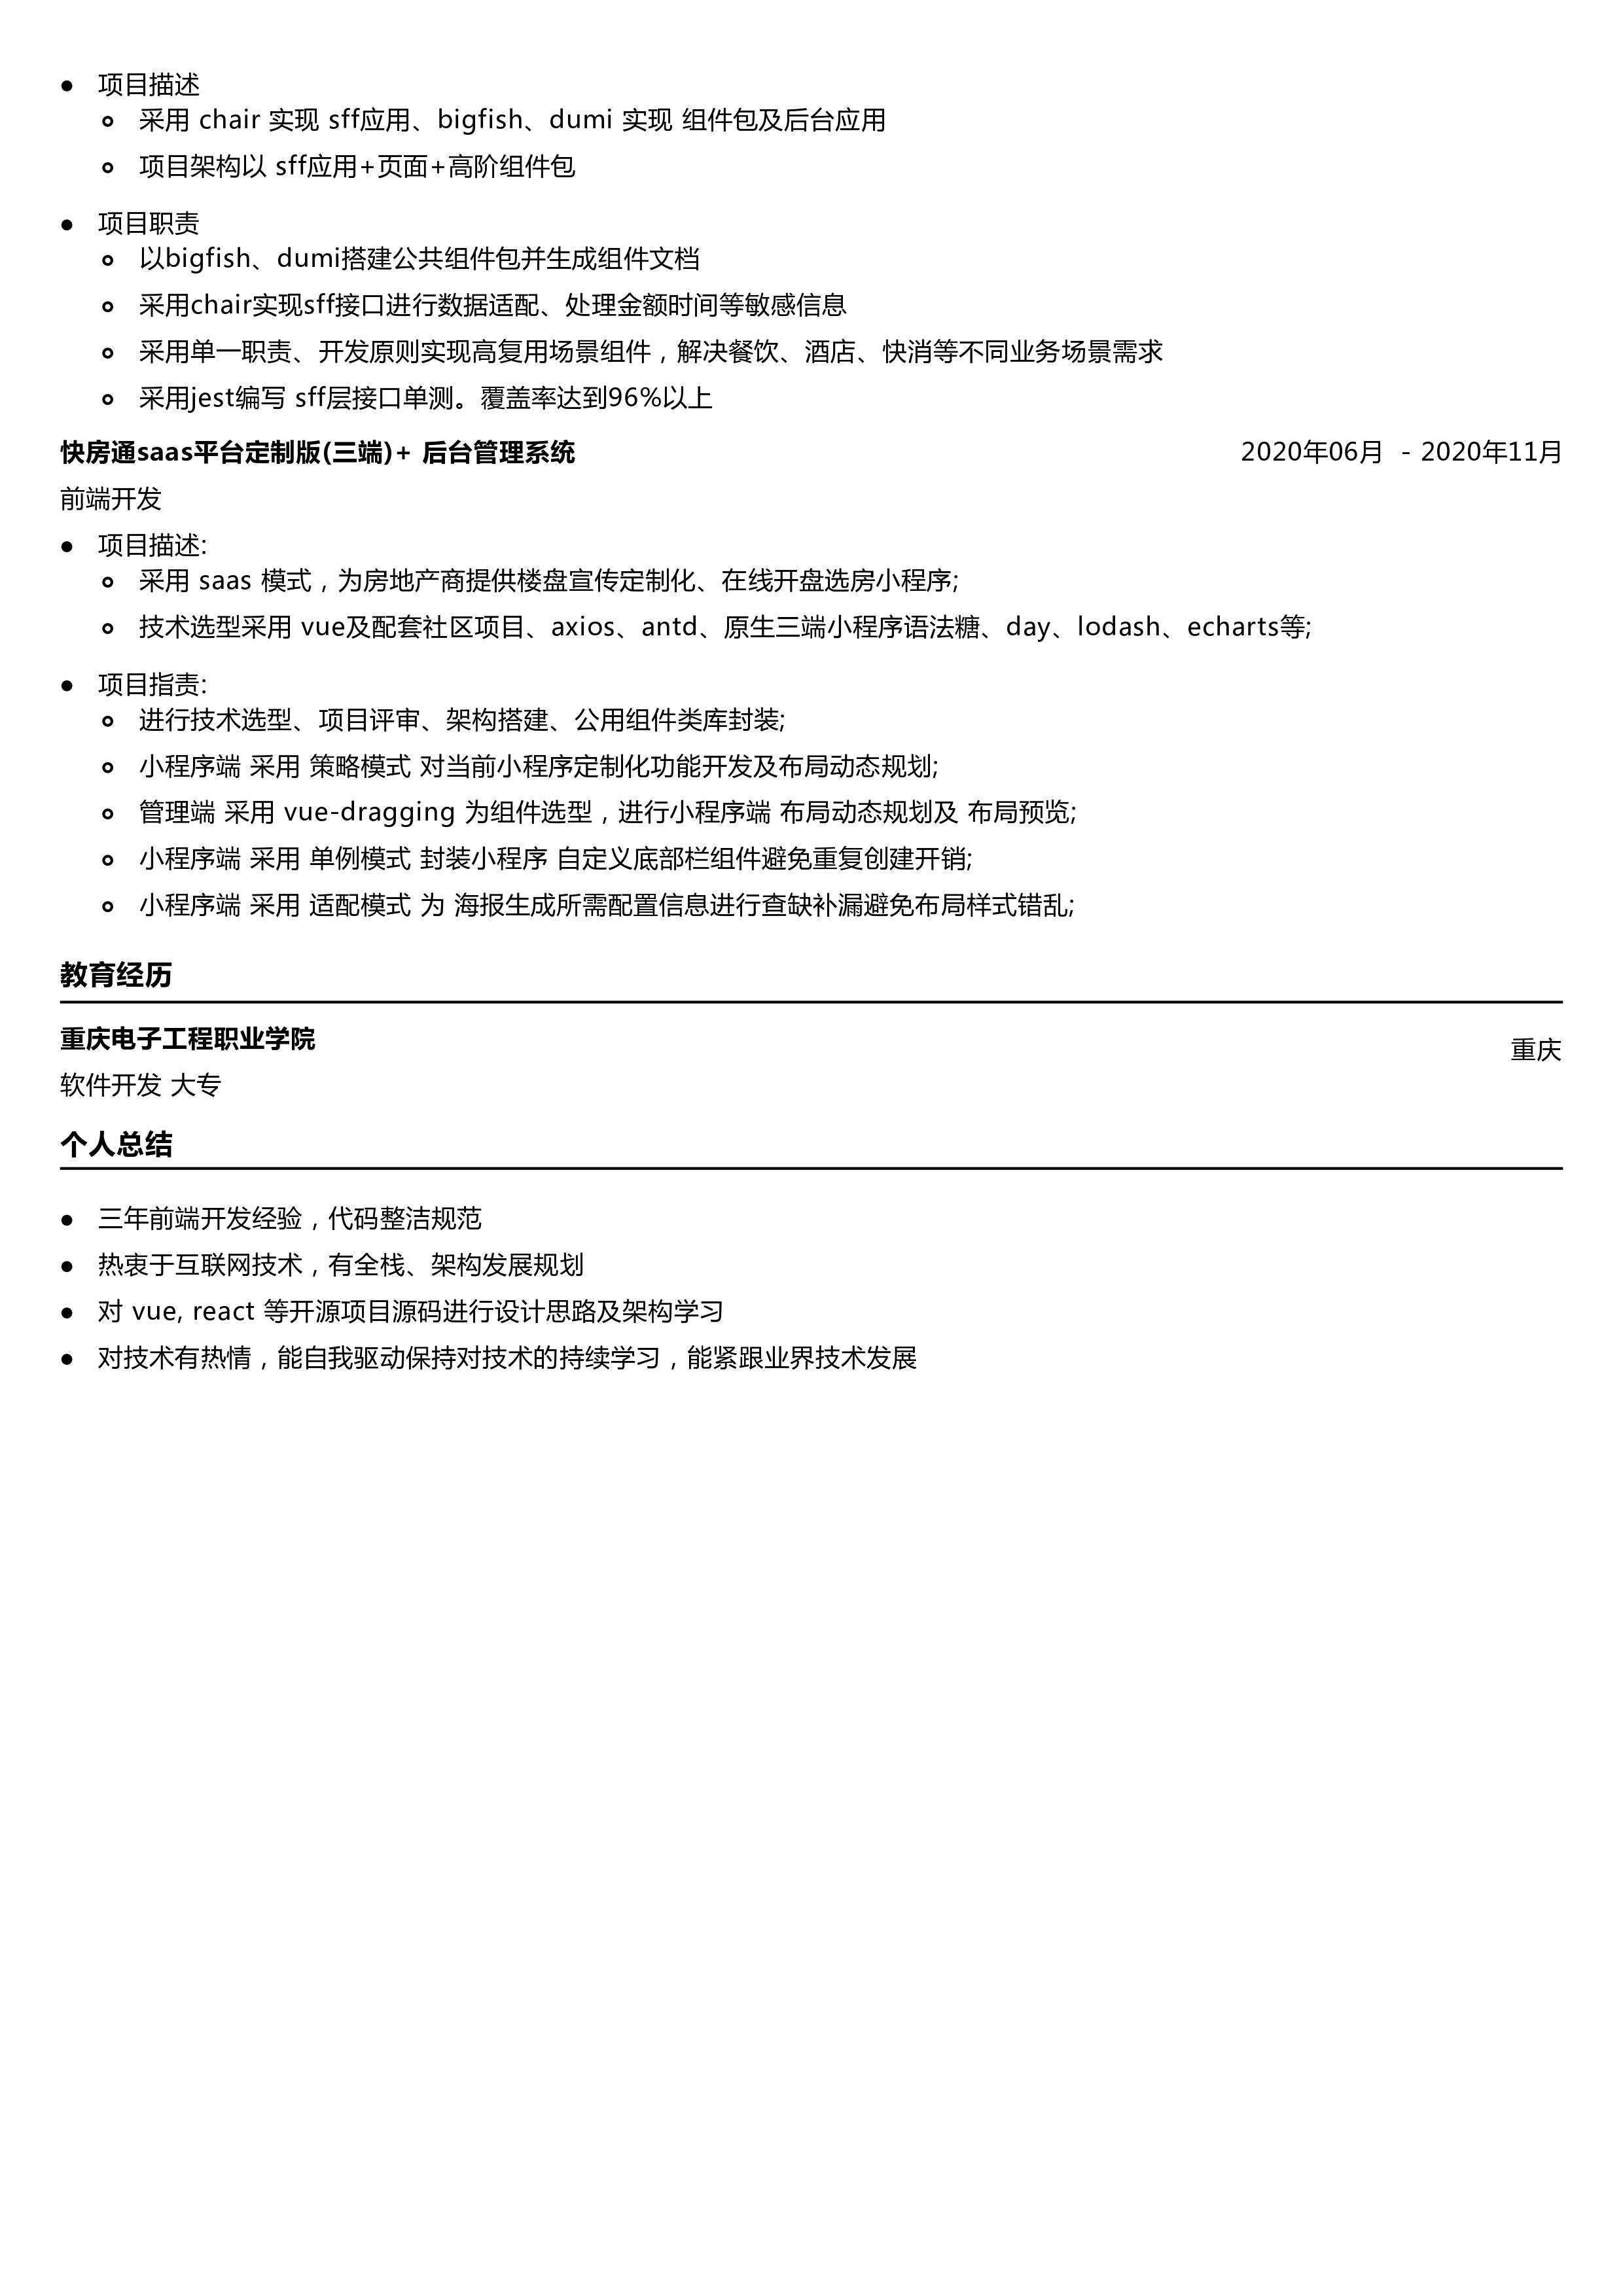 ● 项目描述
采用 chair 实现 sff应用、bigfish、dumi 实现 组件包及后台应用
项目架构以 sff应用+页面+高阶组件包
● 项目职责
以bigfish、dumi搭建公共组件包并生成组件文档
采用chair实现sff接口进行数据适配、处理金额时间等敏感信息
采用单一职责、开发原则实现高复用场景组件，解决餐饮、酒店、快消等不同业务场景需求
采用jest编写 sff层接口单测。覆盖率达到96%以上
快房通saas平台定制版(三端)+ 后台管理系统 2020年06月 - 2020年11月
前端开发
● 项目描述:
采用 saas 模式，为房地产商提供楼盘宣传定制化、在线开盘选房小程序;
技术选型采用 vue及配套社区项目、axios、antd、原生三端小程序语法糖、day、lodash、echarts等;
● 项目指责:
进行技术选型、项目评审、架构搭建、公用组件类库封装;
小程序端 采用 策略模式 对当前小程序定制化功能开发及布局动态规划;
管理端 采用 vue-dragging 为组件选型，进行小程序端 布局动态规划及 布局预览;
小程序端 采用 单例模式 封装小程序 自定义底部栏组件避免重复创建开销;
小程序端 采用 适配模式 为 海报生成所需配置信息进行查缺补漏避免布局样式错乱;
教育经历
重庆电子工程职业学院 重庆
软件开发 大专
个人总结
● 三年前端开发经验，代码整洁规范
● 热衷于互联网技术，有全栈、架构发展规划
● 对 vue, react 等开源项目源码进行设计思路及架构学习
● 对技术有热情，能自我驱动保持对技术的持续学习，能紧跟业界技术发展